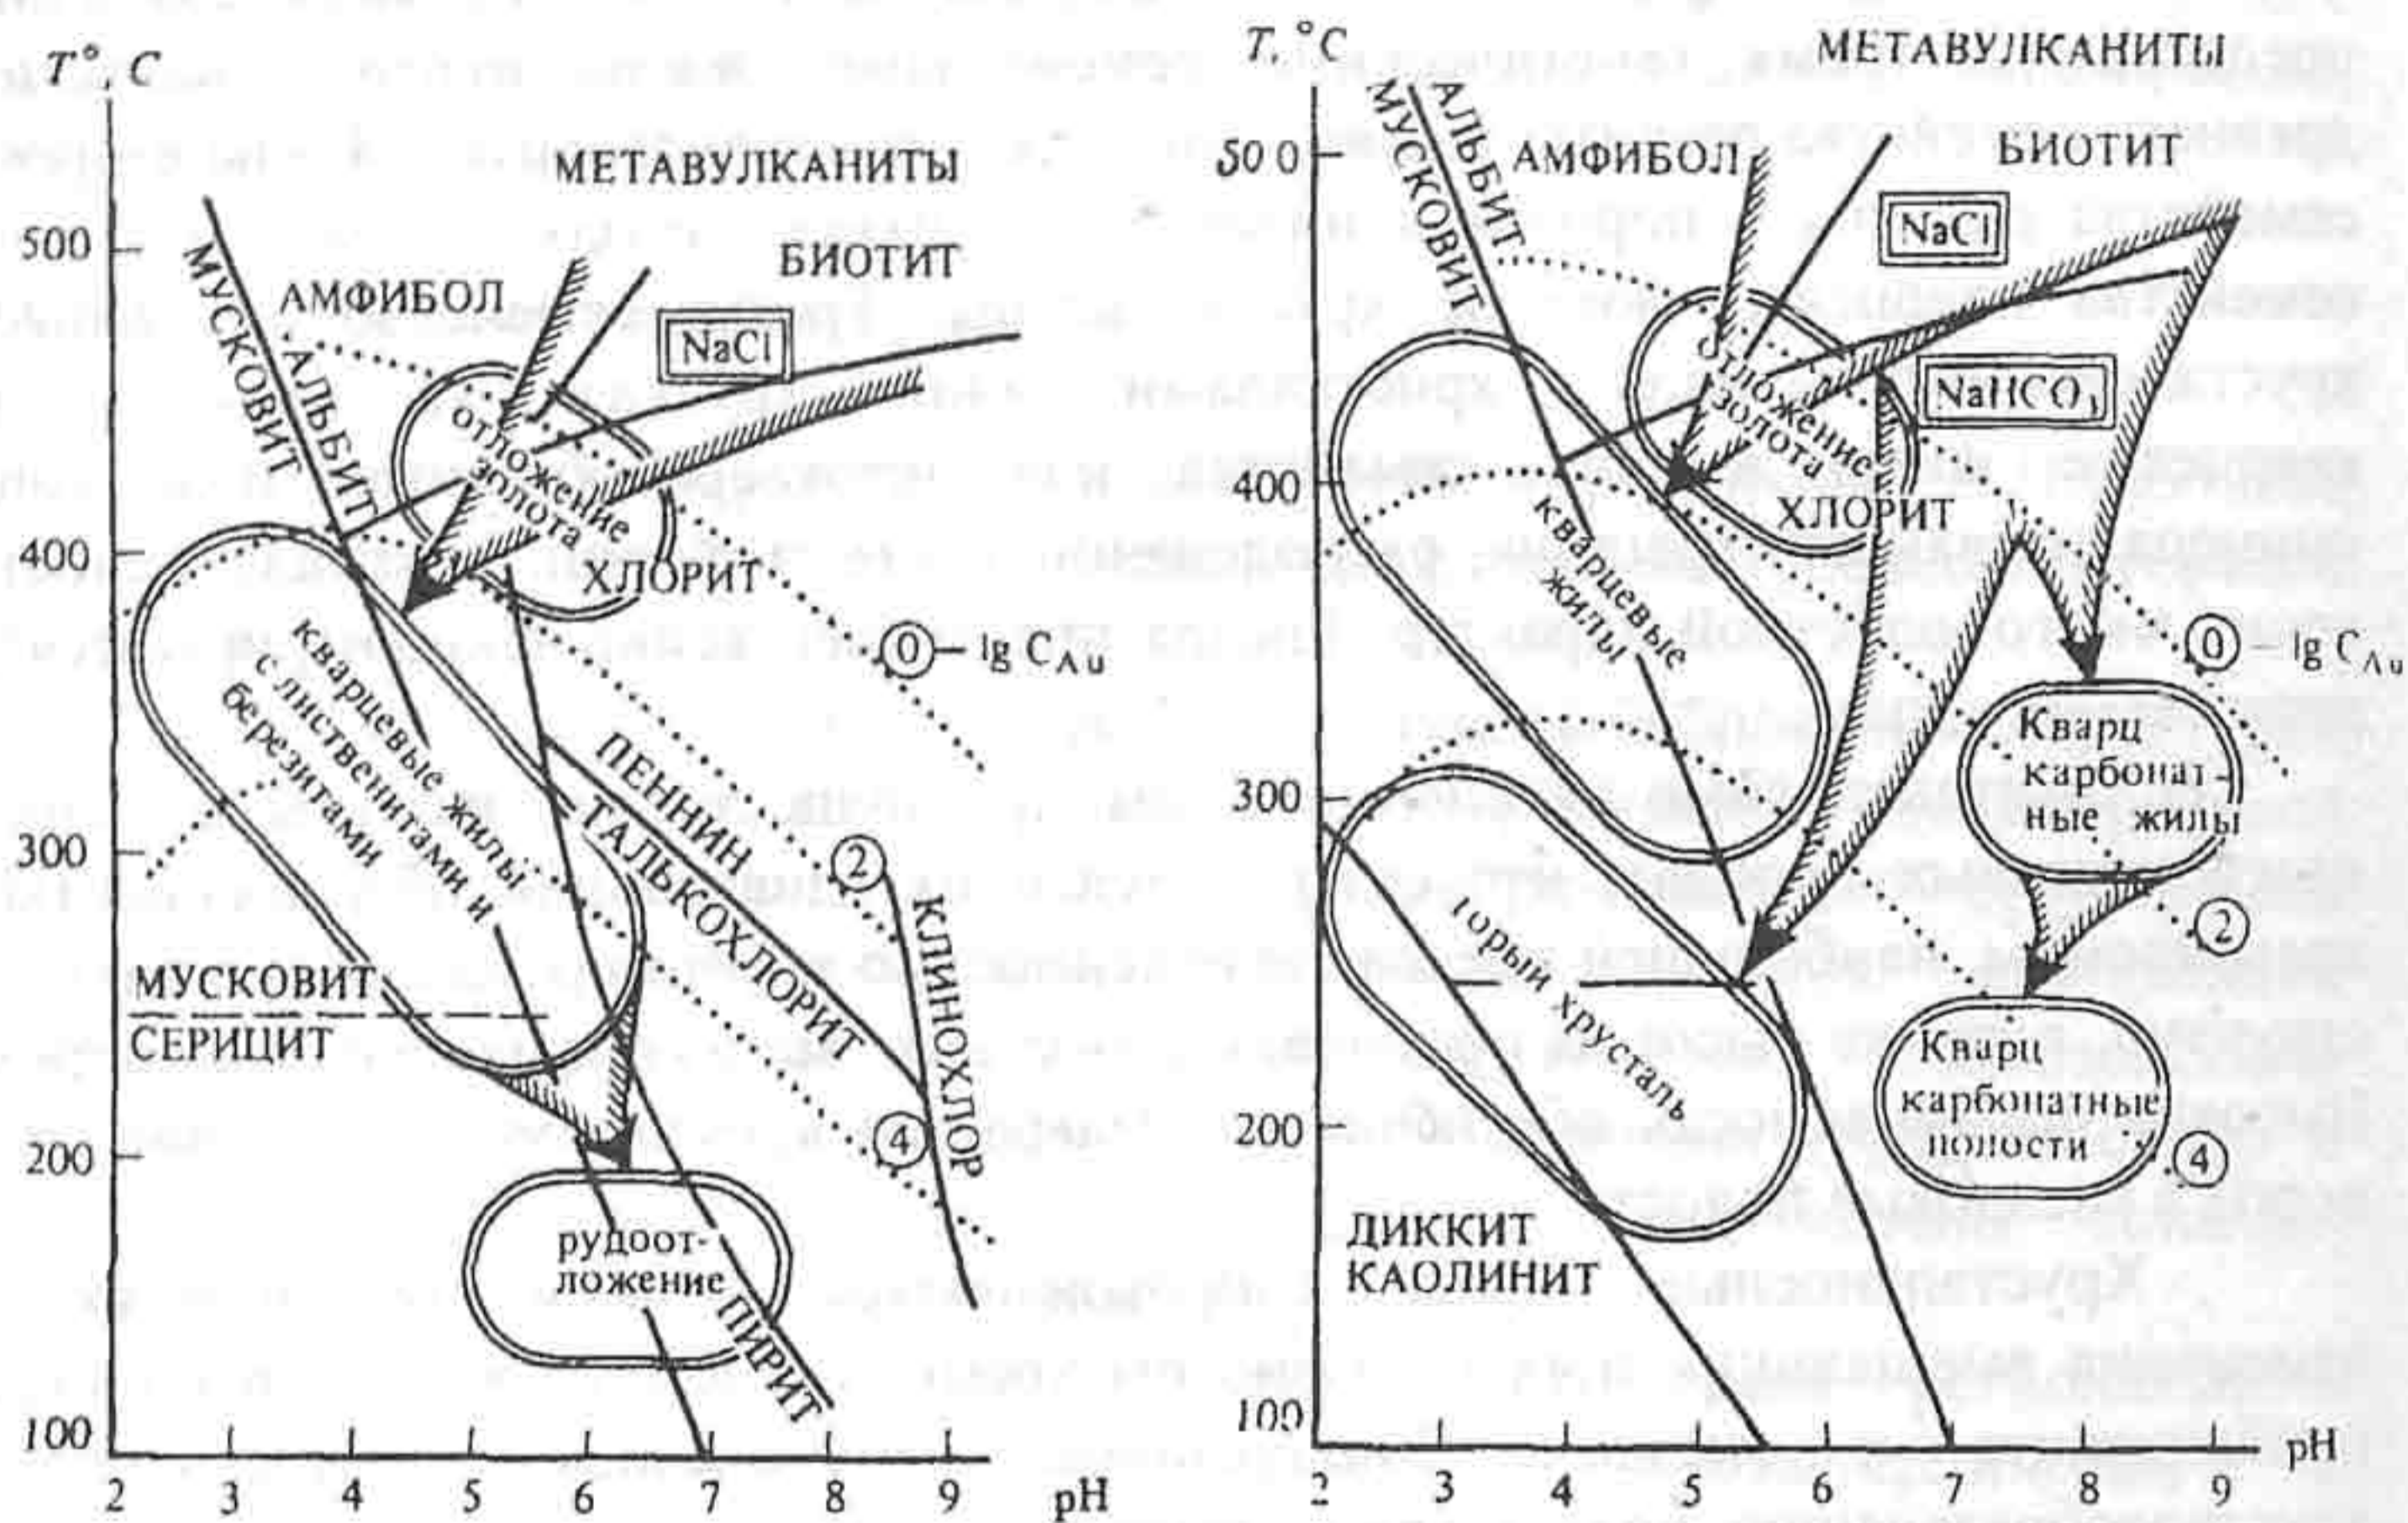 T°, C
МЕТАВУЛКАНИТЫ
500
АМФИБОЛ
БИОТИТ
NaCl
МУСКОВИТ
АЛЬБИТ
отложение
золота
400
ХЛОРИТ
0 — lg C Au
кварцевые жилы
с лиственитами и
березитами
ПЕННИН
ТАЛЬКОХЛОРИТ
300
2
КЛИНОХЛОР
МУСКОВИТ
СЕРИЦИТ
200
4
рудоот-
ложение
ПИРИТ
100
2 3 4 5 6 7 8 9 pH
T, °C
МЕТАВУЛКАНИТЫ
500
АМФИБОЛ
БИОТИТ
МУСКОВИТ
АЛЬБИТ
NaCl
NaHCO3
отложение
золота
400
ХЛОРИТ
кварцевые
жилы
0 — lg C Au
Кварц
карбонат-
ные жилы
300
2
горый хрусталь
Кварц
карбонатные
полости
200
4
ДИККИТ
КАОЛИНИТ
100
pH
2 3 4 5 6 7 8 9